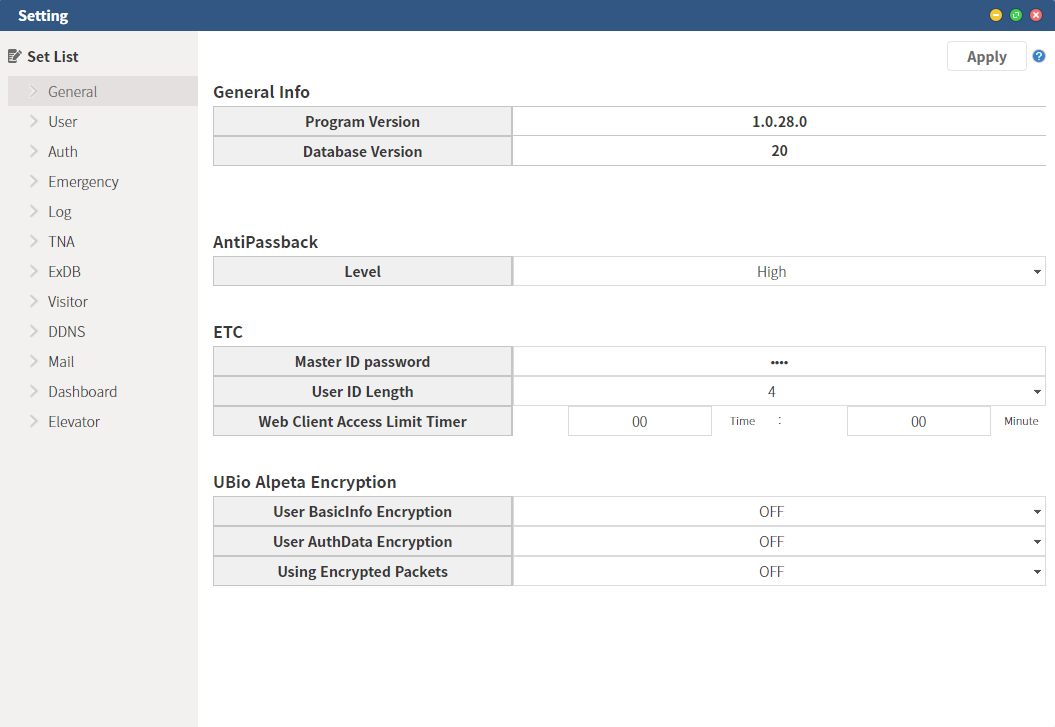 Setting
Set List
General
User
Auth
Emergency
Log
TNA
ExDB
Visitor
DDNS
Mail
Dashboard
Elevator
Apply
General Info
Program Version 1.0.28.0
Database Version 20
AntiPassback
Level High
ETC
Master ID password ••••
User ID Length 4
Web Client Access Limit Timer 00 Time : 00 Minute
UBio Alpeta Encryption
User BasicInfo Encryption OFF
User AuthData Encryption OFF
Using Encrypted Packets OFF